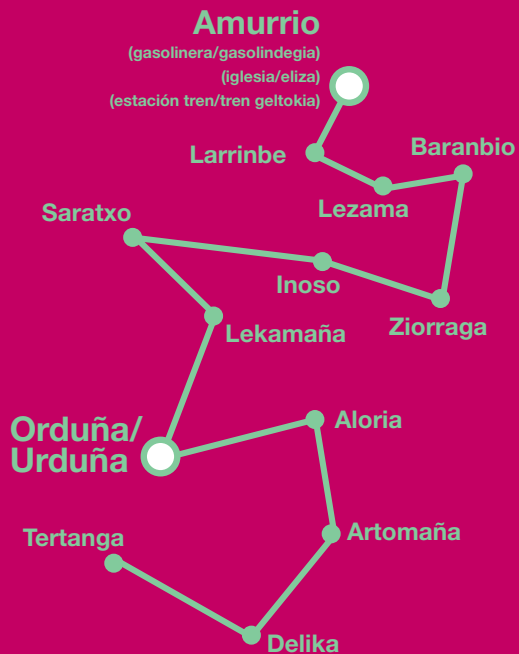 Amurrio
(gasolinera/gasolindegia)
(iglesia/eliza)
(estación tren/tren geltokia)
Larrinbe
Baranbio
Lezama
Saratxo
Inoso
Ziorraga
Lekamaña
Orduña/
Urduña
Aloria
Tertanga
Artomaña
Delika